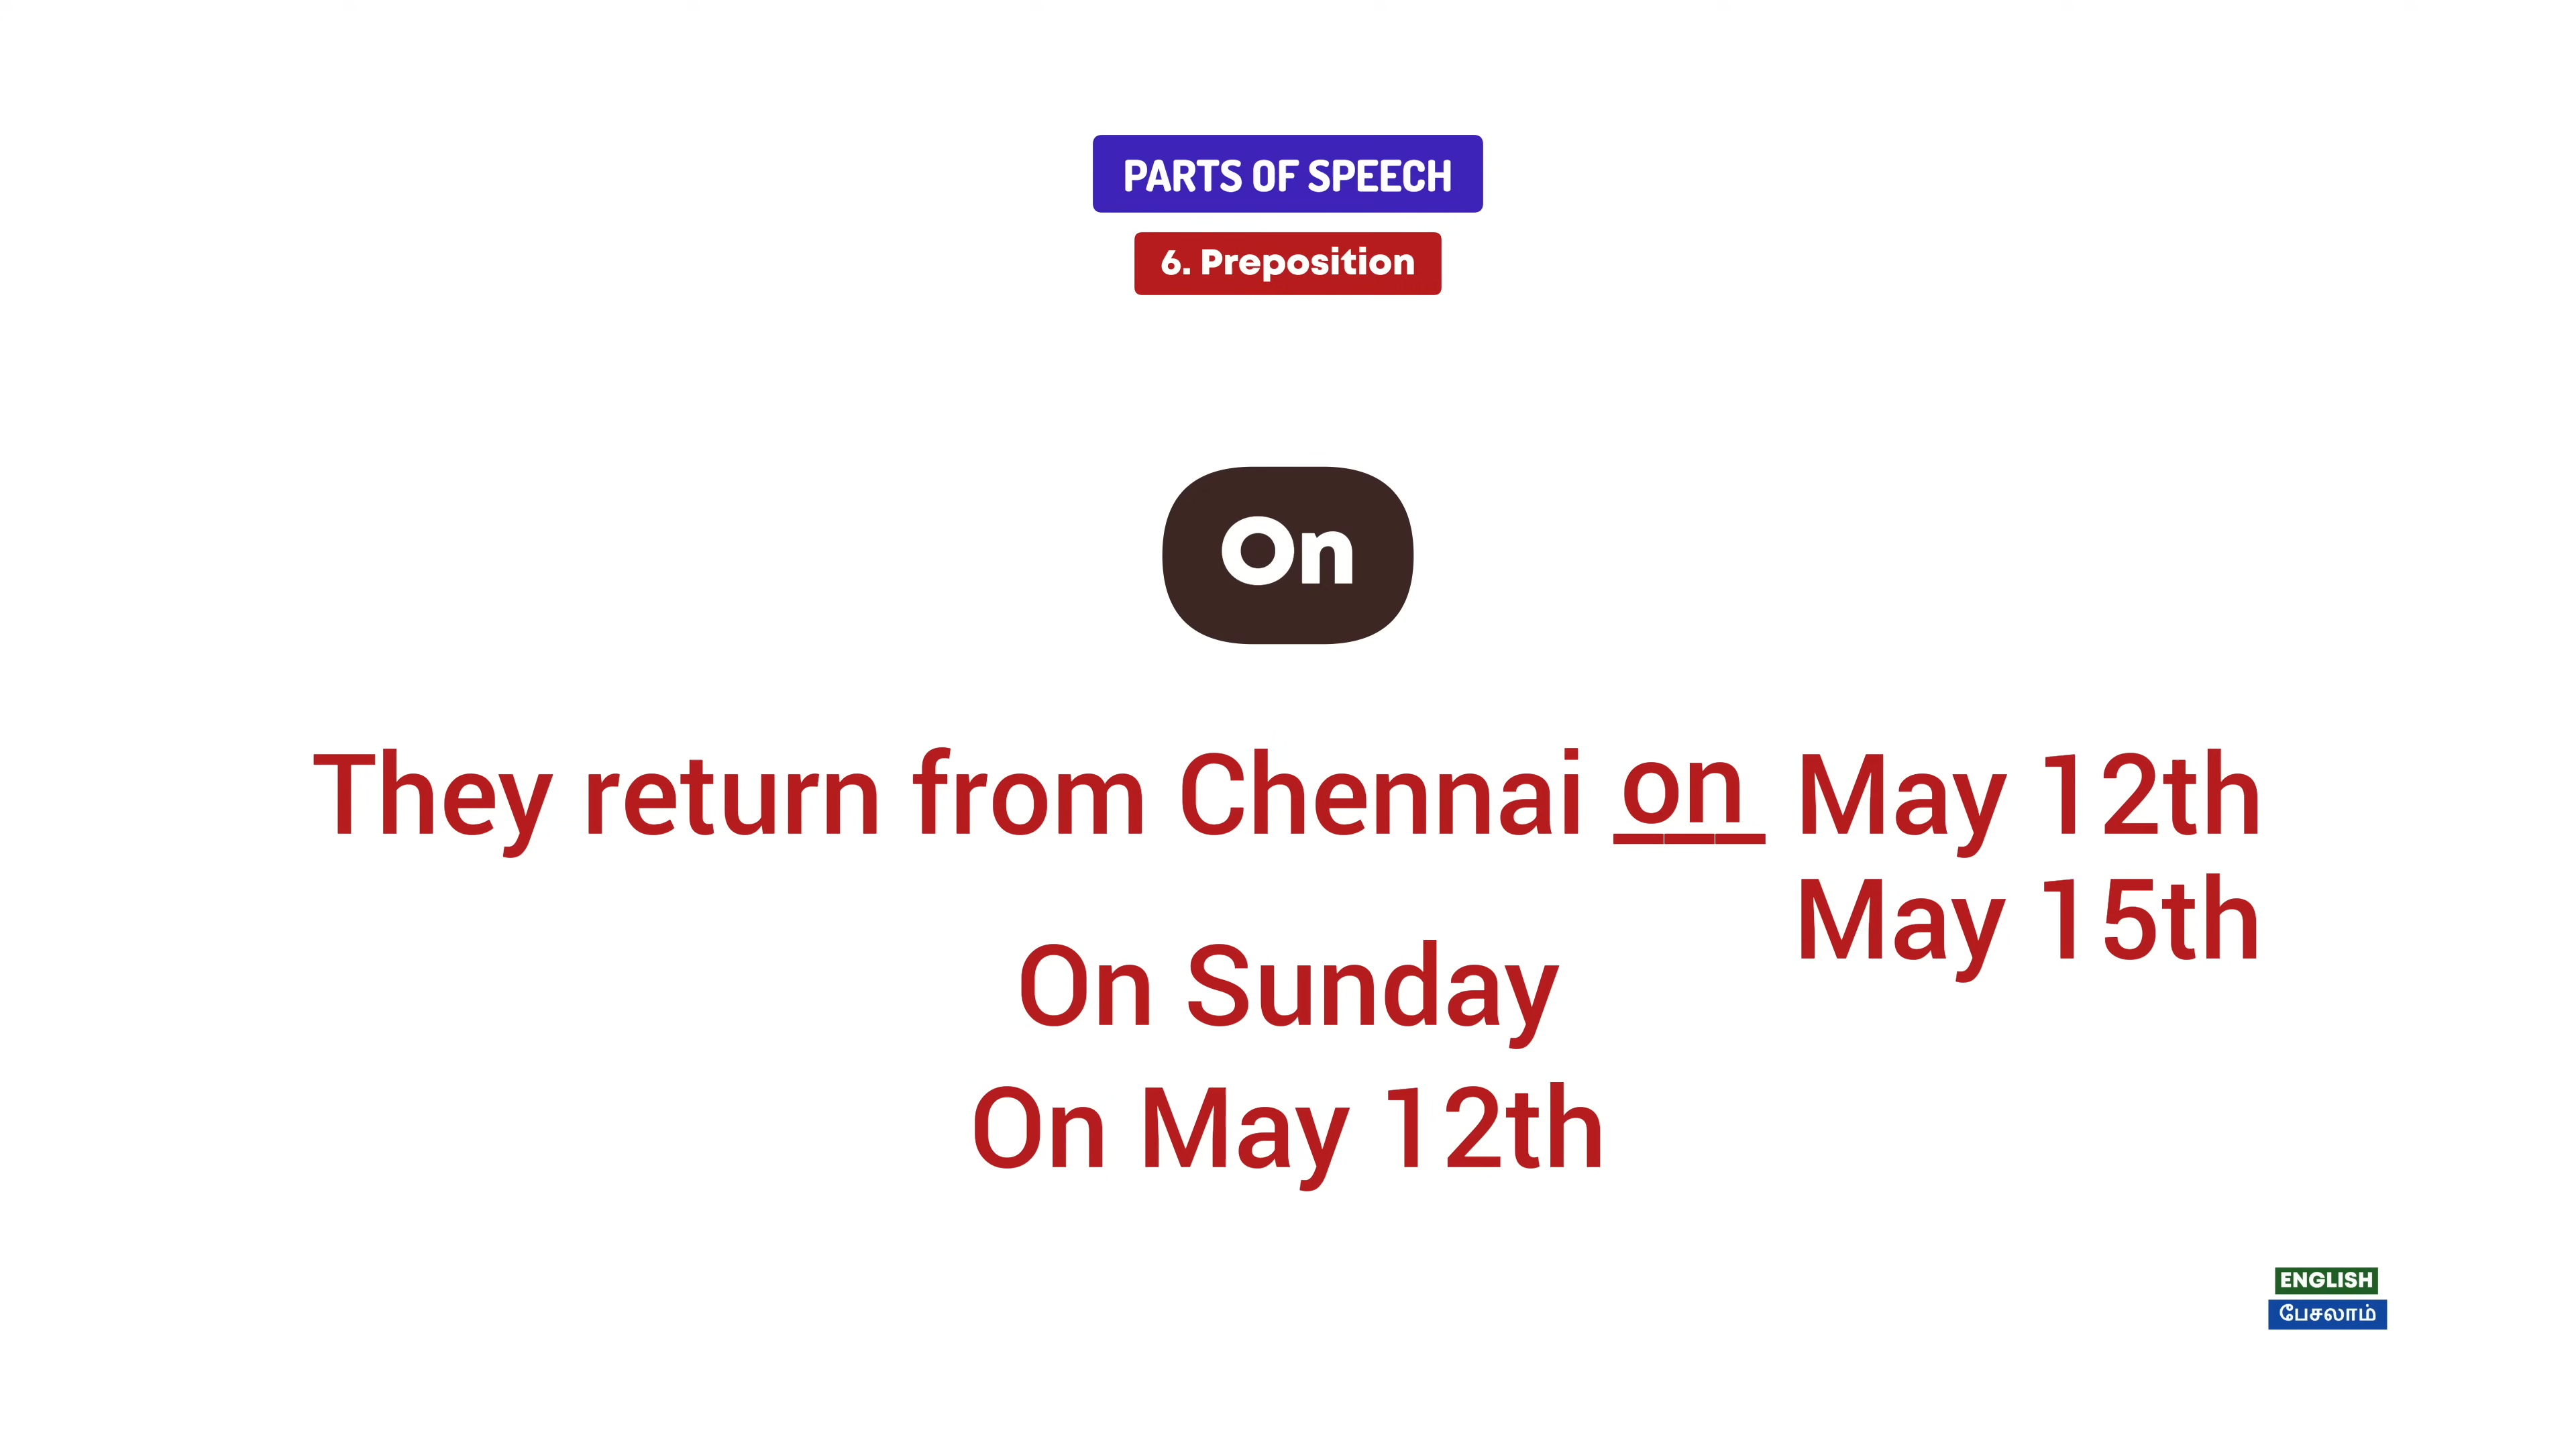 PARTS OF SPEECH
6. Preposition
On
They return from Chennai on May 12th
May 15th
On Sunday
On May 12th
ENGLISH
பேசலாம்